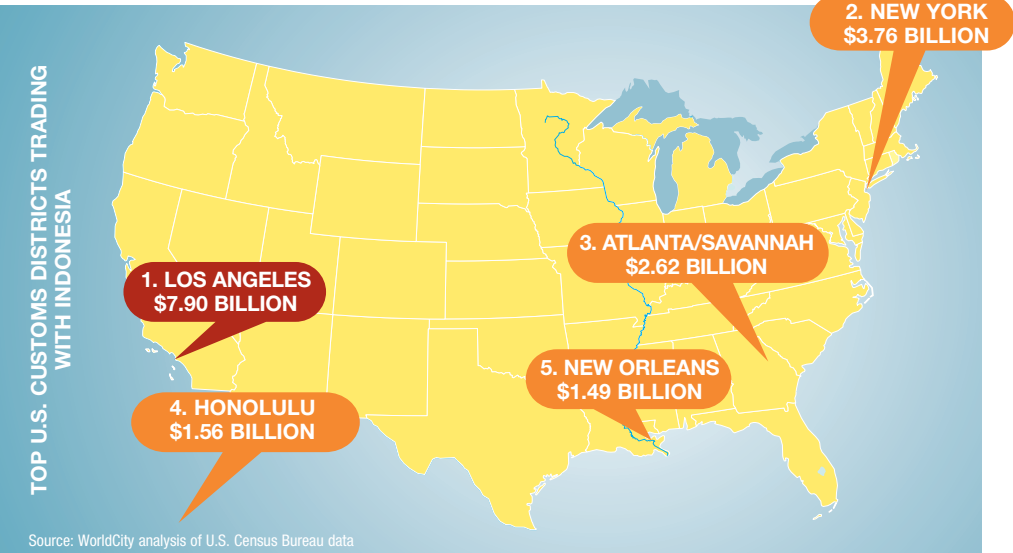 TOP U.S. CUSTOMS DISTRICTS TRADING
WITH INDONESIA
2. NEW YORK
$3.76 BILLION
3. ATLANTA/SAVANNAH
$2.62 BILLION
1. LOS ANGELES
$7.90 BILLION
5. NEW ORLEANS
$1.49 BILLION
4. HONOLULU
$1.56 BILLION
Source: WorldCity analysis of U.S. Census Bureau data